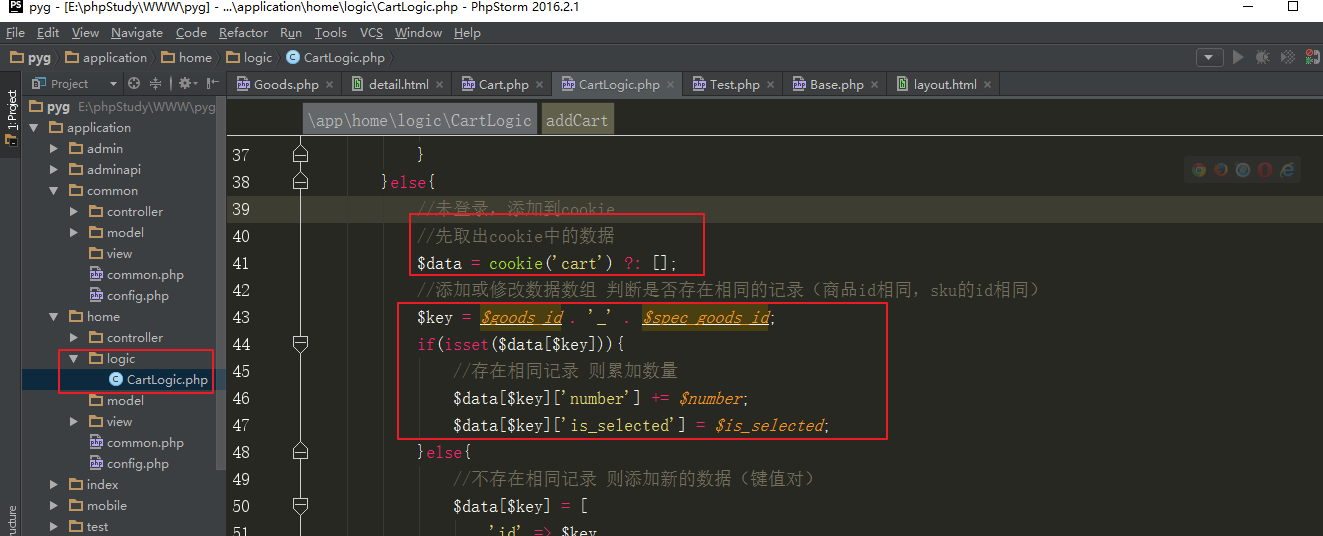 PS pyg - [E:\phpStudy\WWW\pyg] - ...\application\home\logic\CartLogic.php - PhpStorm 2016.2.1
File Edit View Navigate Code Refactor Run Tools VCS Window Help
pyg application home logic CartLogic.php
Project Goods.php detail.html Cart.php CartLogic.php Test.php Base.php layout.html
1: Project
pyg E:\phpStudy\WWW\pyg
application
admin
adminapi
common
controller
model
view
common.php
config.php
home
controller
logic
CartLogic.php
model
view
common.php
config.php
index
mobile
test
\app\home\logic\CartLogic addCart
37 }
38 }else{
39 //未登录，添加到cookie
40 //先取出cookie中的数据
41 $data = cookie('cart') ?: [];
42 //添加或修改数据数组 判断是否存在相同的记录（商品id相同，sku的id相同）
43 $key = $goods_id . '_' . $spec_goods_id;
44 if(isset($data[$key])){
45 //存在相同记录 则累加数量
46 $data[$key]['number'] += $number;
47 $data[$key]['is_selected'] = $is_selected;
48 }else{
49 //不存在相同记录 则添加新的数据（键值对）
50 $data[$key] = [
51 'id' => $key